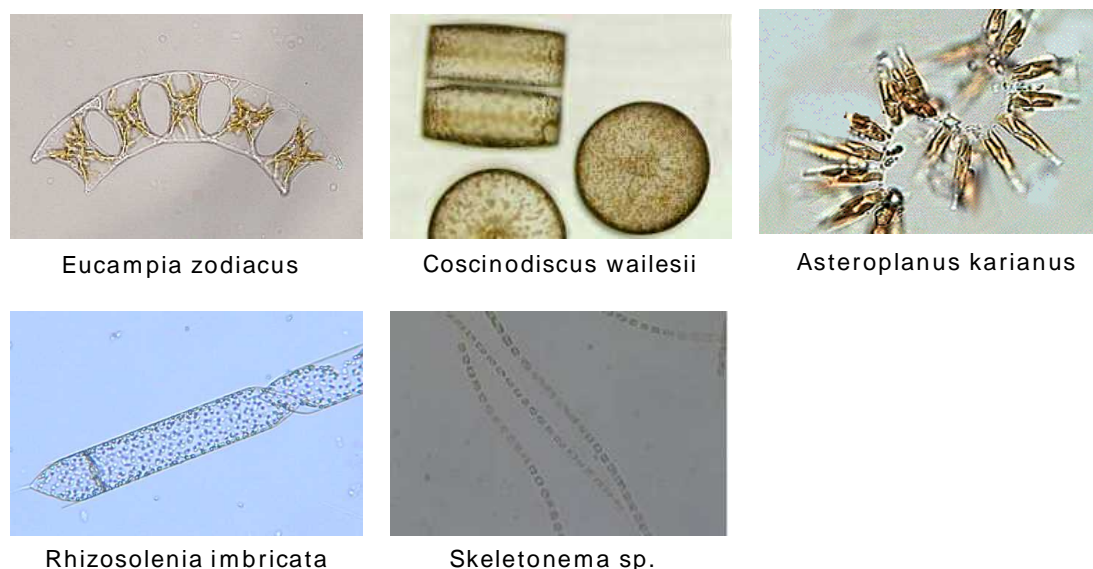 Eucampia zodiacus
Coscinodiscus wailesii
Asteroplanus karianus
Rhizosolenia imbricata
Skeletonema sp.